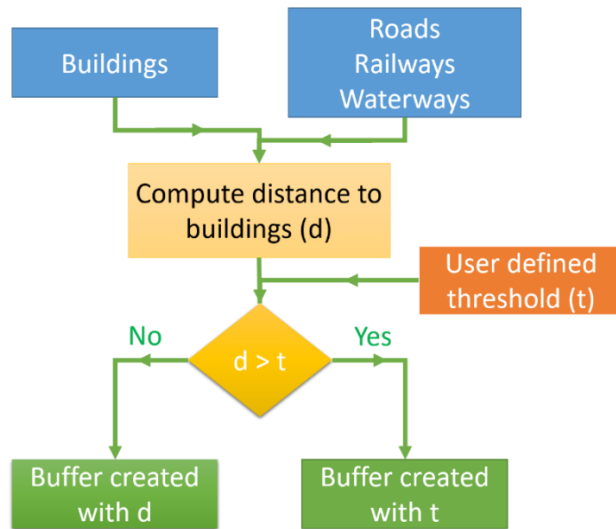 Buildings
Roads
Railways
Waterways
Compute distance to
buildings (d)
User defined
threshold (t)
No
Yes
d > t
Buffer created
with d
Buffer created
with t